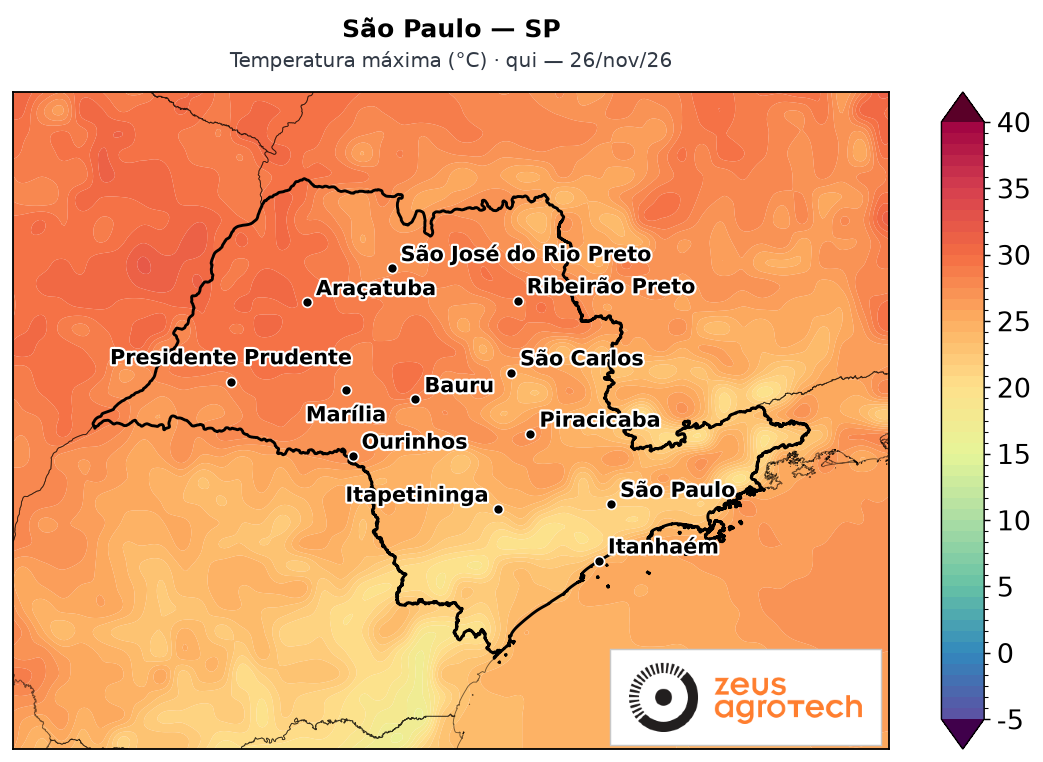 São Paulo — SP
Temperatura máxima (°C) · qui — 26/nov/26
São José do Rio Preto
Araçatuba
Ribeirão Preto
Presidente Prudente
São Carlos
Bauru
Marília
Piracicaba
Ourinhos
Itapetininga
São Paulo
Itanhaém
40
35
30
25
20
15
10
5
0
-5
zeus
agrotech